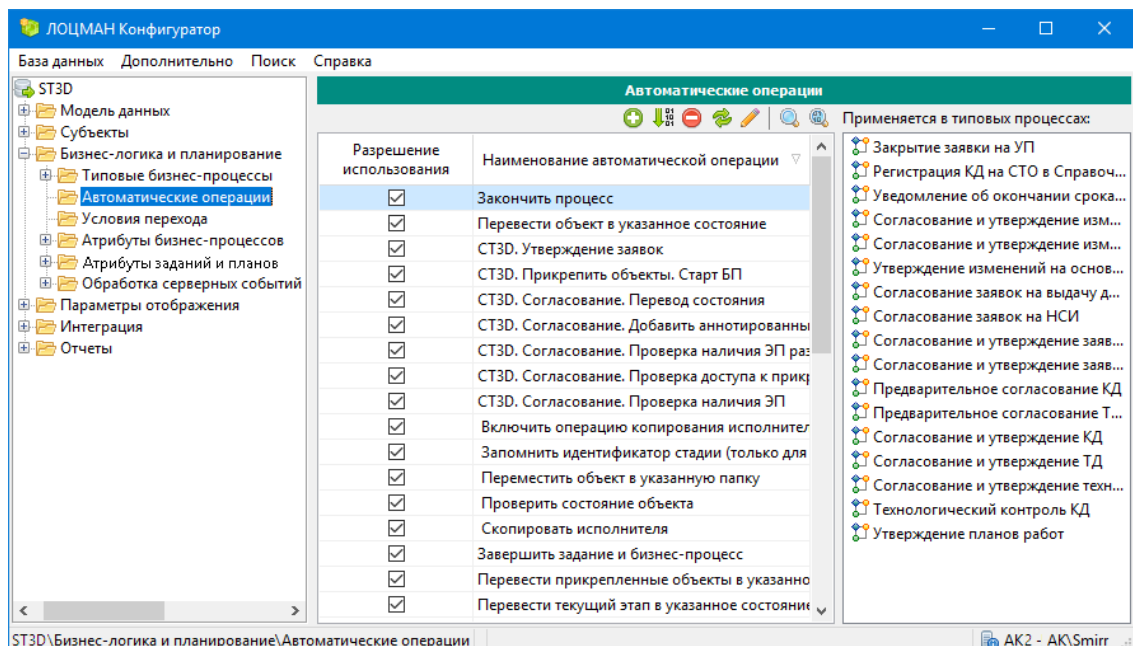 ЛОЦМАН Конфигуратор
База данных Дополнительно Поиск Справка
ST3D
Модель данных
Субъекты
Бизнес-логика и планирование
Типовые бизнес-процессы
Автоматические операции
Условия перехода
Атрибуты бизнес-процессов
Атрибуты заданий и планов
Обработка серверных событий
Параметры отображения
Интеграция
Отчеты
Автоматические операции
Разрешение использования
Наименование автоматической операции
Закончить процесс
Перевести объект в указанное состояние
СТ3D. Утверждение заявок
СТ3D. Прикрепить объекты. Старт БП
СТ3D. Согласование. Перевод состояния
СТ3D. Согласование. Добавить аннотированны
СТ3D. Согласование. Проверка наличия ЭП раз
СТ3D. Согласование. Проверка доступа к прикр
СТ3D. Согласование. Проверка наличия ЭП
Включить операцию копирования исполнител
Запомнить идентификатор стадии (только для
Переместить объект в указанную папку
Проверить состояние объекта
Скопировать исполнителя
Завершить задание и бизнес-процесс
Перевести прикрепленные объекты в указанно
Перевести текущий этап в указанное состояние
Применяется в типовых процессах:
Закрытие заявки на УП
Регистрация КД на СТО в Справоч...
Уведомление об окончании срока...
Согласование и утверждение изм...
Согласование и утверждение изм...
Утверждение изменений на основ...
Согласование заявок на выдачу д...
Согласование заявок на НСИ
Согласование и утверждение заяв...
Согласование и утверждение заяв...
Предварительное согласование КД
Предварительное согласование Т...
Согласование и утверждение КД
Согласование и утверждение ТД
Согласование и утверждение техн...
Технологический контроль КД
Утверждение планов работ
ST3D\Бизнес-логика и планирование\Автоматические операции
AK2 - AK\Smirr